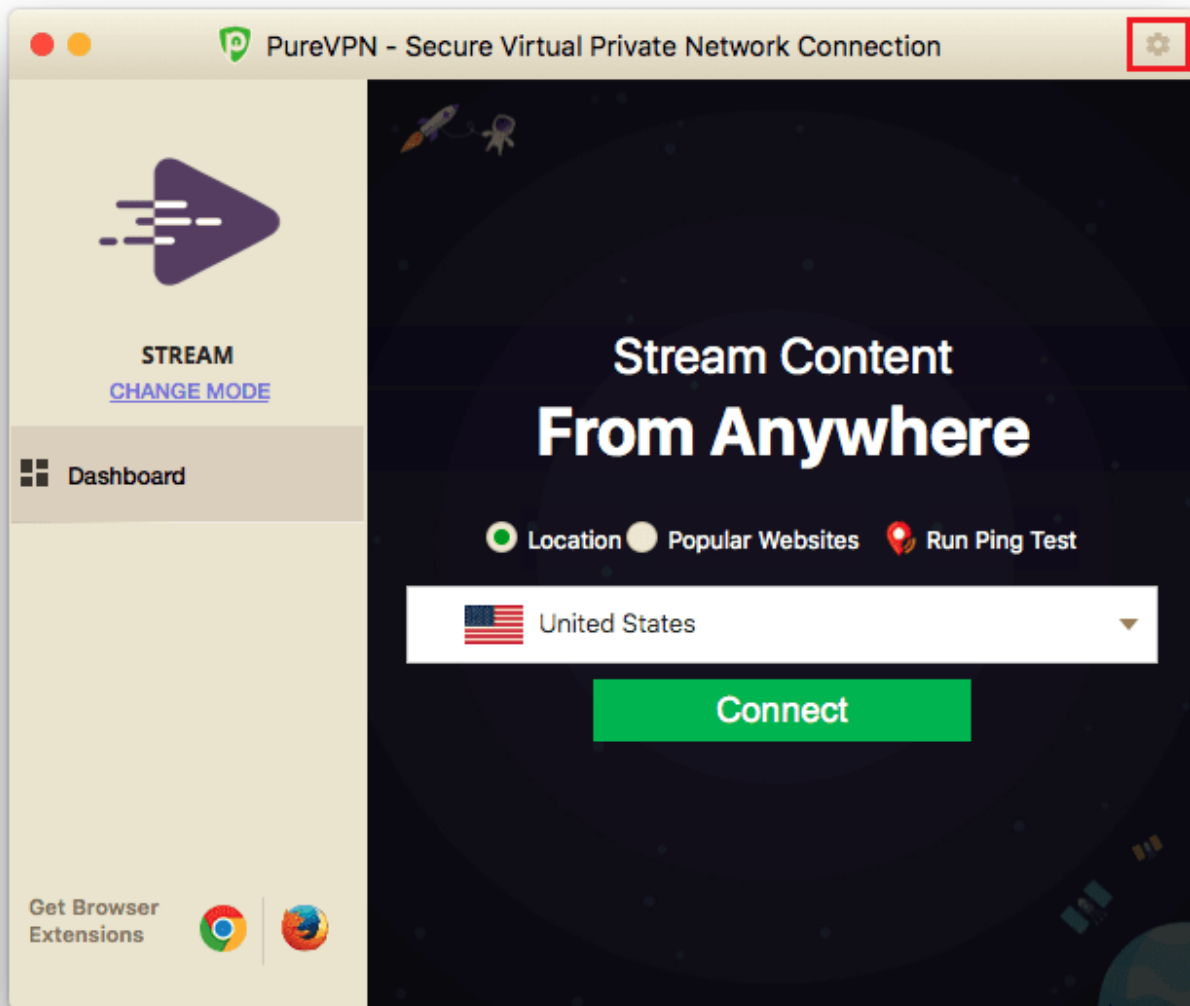 PureVPN - Secure Virtual Private Network Connection
STREAM
CHANGE MODE
Dashboard
Get Browser
Extensions
Stream Content
From Anywhere
Location Popular Websites Run Ping Test
United States
Connect